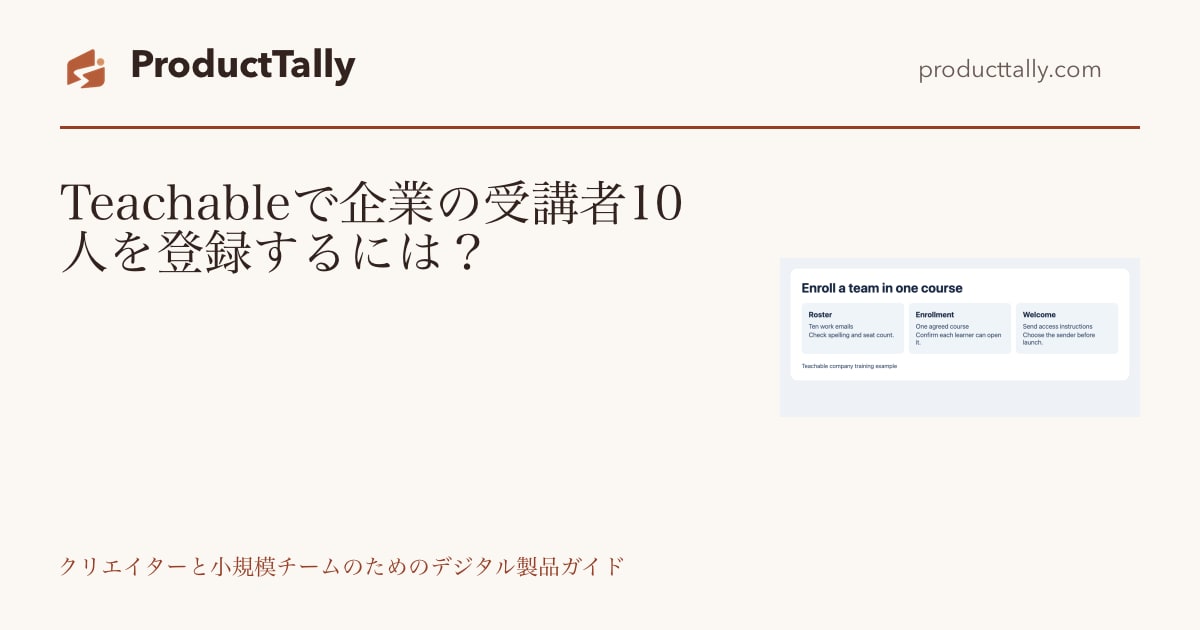 ProductTally
producttally.com
Teachableで企業の受講者10
人を登録するには？
Enroll a team in one course
Roster
Ten work emails
Check spelling and seat count.
Enrollment
One agreed course
Confirm each learner can open
it.
Welcome
Send access instructions
Choose the sender before
launch.
Teachable company training example
クリエイターと小規模チームのためのデジタル製品ガイド